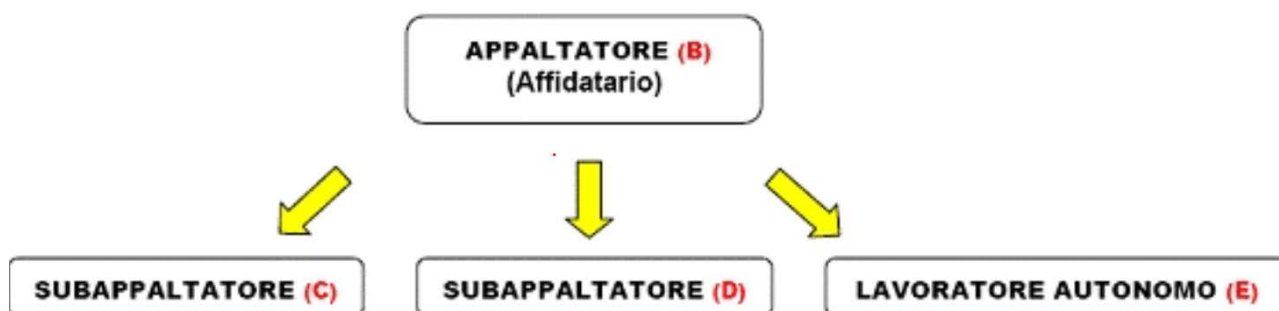 APPALTATORE (B)
(Affidatario)
SUBAPPALTATORE (C)
SUBAPPALTATORE (D)
LAVORATORE AUTONOMO (E)